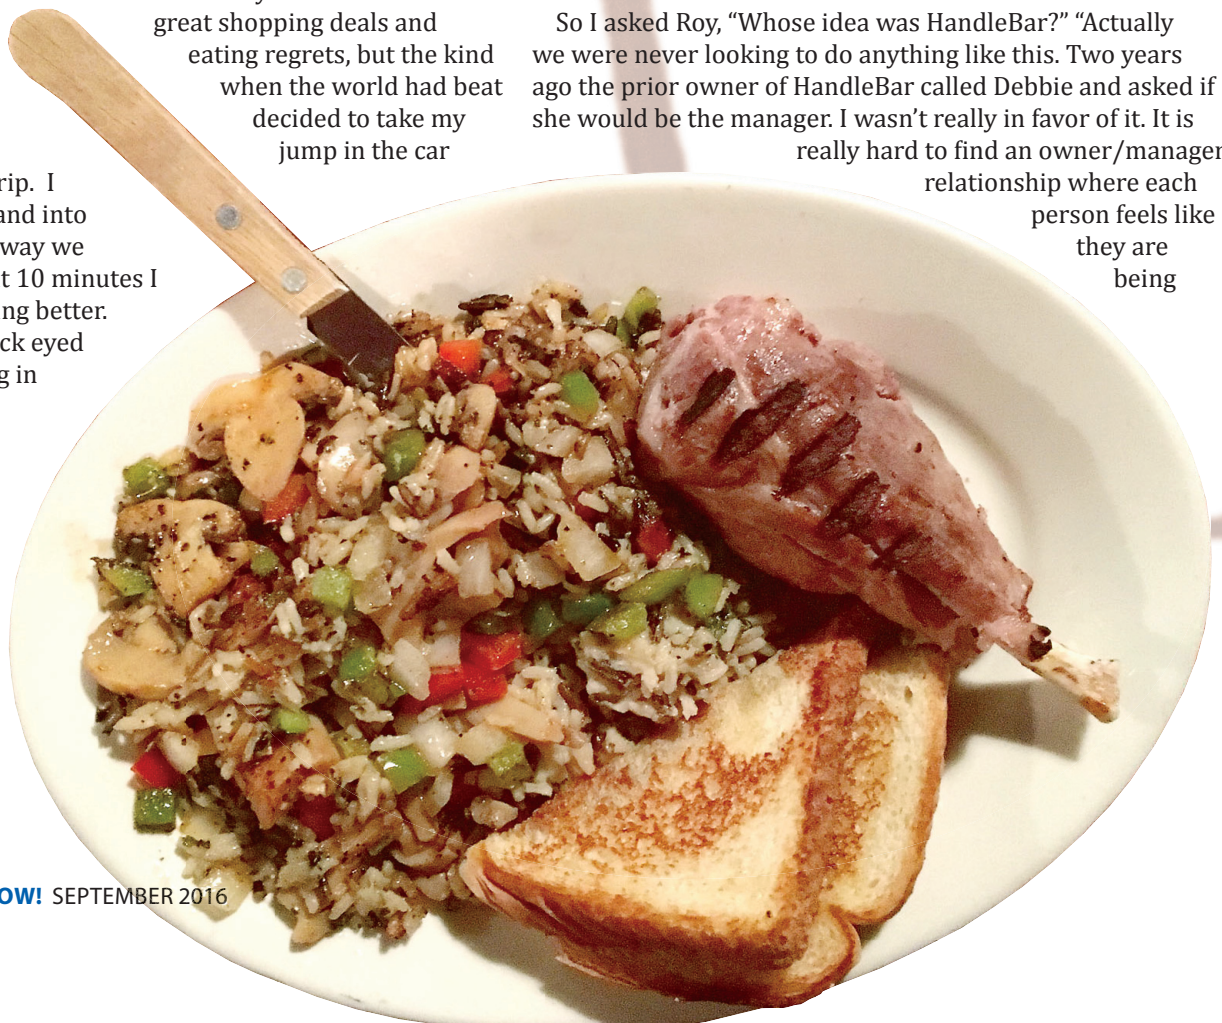 great shopping deals and
eating regrets, but the kind
when the world had beat
decided to take my
jump in the car
rip. I
and into
way we
t 10 minutes I
ng better.
ck eyed
g in
So I asked Roy, “Whose idea was HandleBar?” “Actually
we were never looking to do anything like this. Two years
ago the prior owner of HandleBar called Debbie and asked if
she would be the manager. I wasn’t really in favor of it. It is
really hard to find an owner/manager
relationship where each
person feels like
they are
being
OW! SEPTEMBER 2016